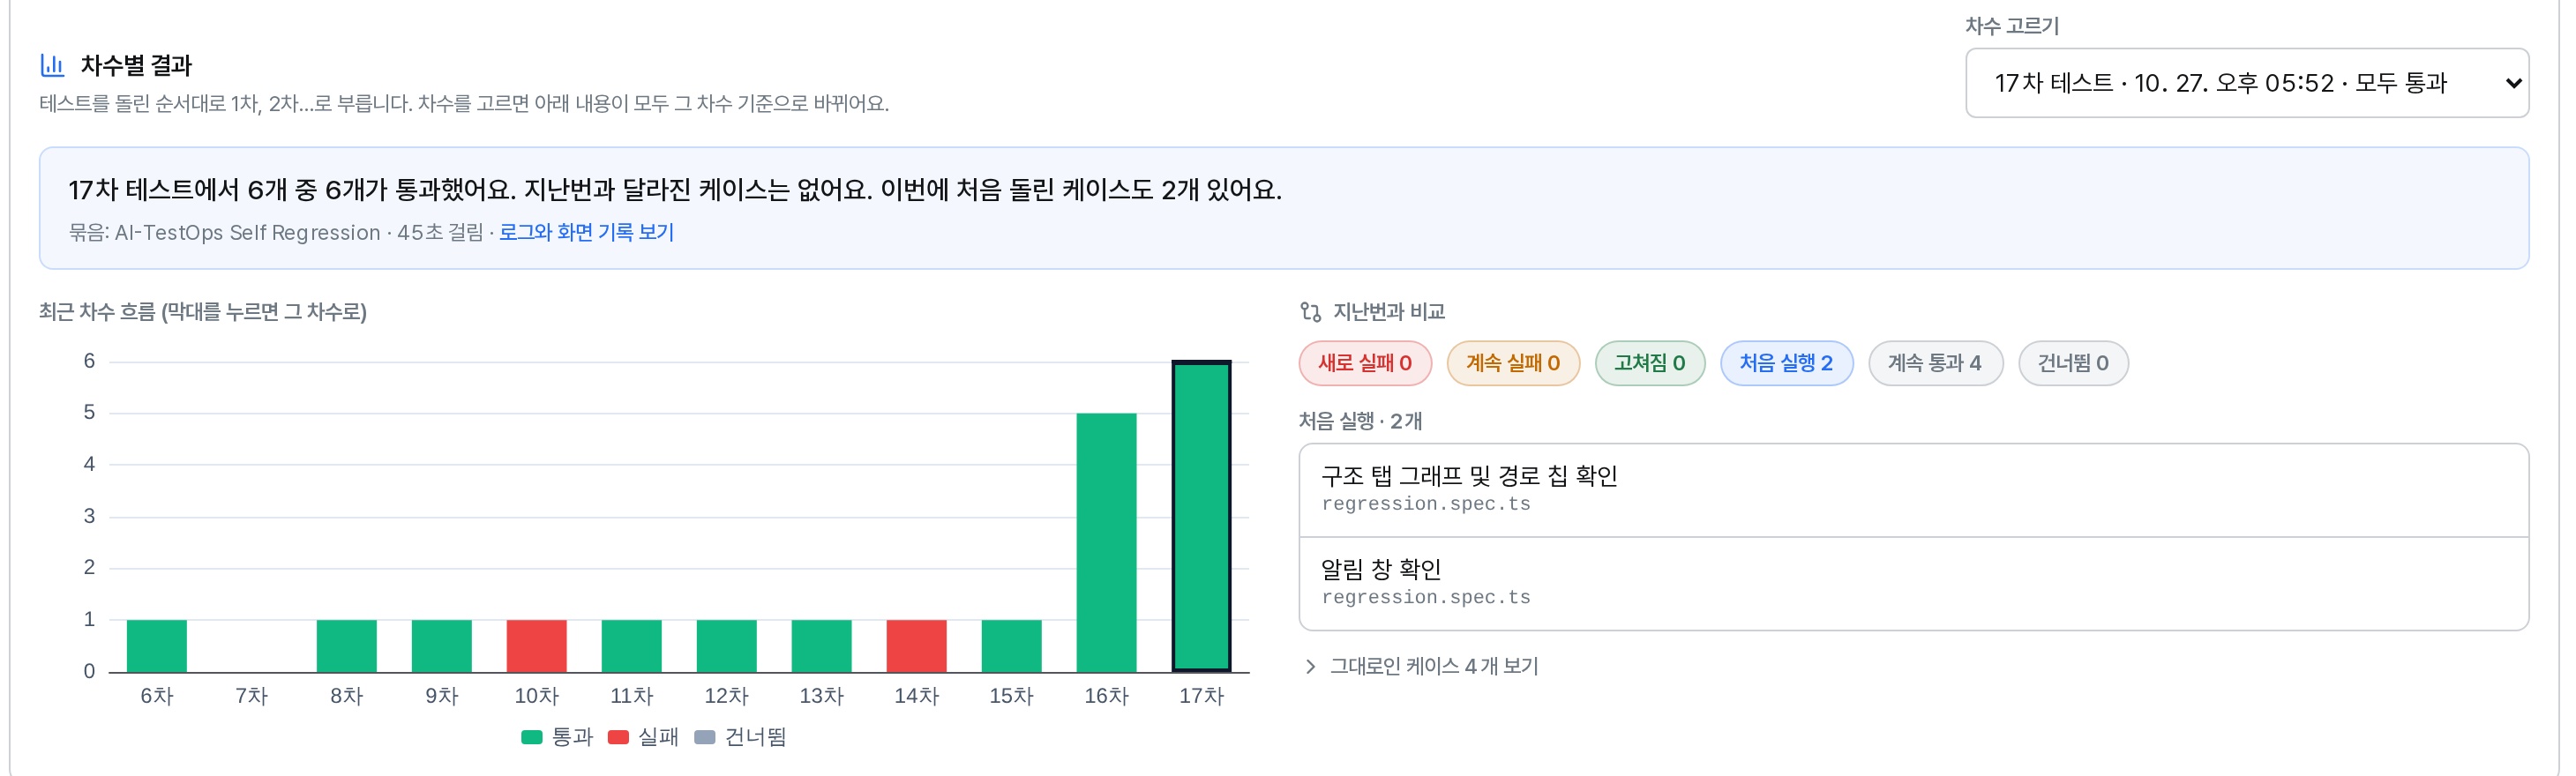 차수별 결과
테스트를 돌린 순서대로 1차, 2차...로 부릅니다. 차수를 고르면 아래 내용이 모두 그 차수 기준으로 바뀌어요.
차수 고르기
17차 테스트 · 10. 27. 오후 05:52 · 모두 통과
17차 테스트에서 6개 중 6개가 통과했어요. 지난번과 달라진 케이스는 없어요. 이번에 처음 돌린 케이스도 2개 있어요.
묶음: AI-TestOps Self Regression · 45초 걸림 · 로그와 화면 기록 보기
최근 차수 흐름 (막대를 누르면 그 차수로)
6
5
4
3
2
1
0
6차 7차 8차 9차 10차 11차 12차 13차 14차 15차 16차 17차
통과 실패 건너뜀
지난번과 비교
새로 실패 0 계속 실패 0 고쳐짐 0 처음 실행 2 계속 통과 4 건너뜀 0
처음 실행 · 2개
구조 탭 그래프 및 경로 칩 확인
regression.spec.ts
알림 창 확인
regression.spec.ts
그대로인 케이스 4개 보기